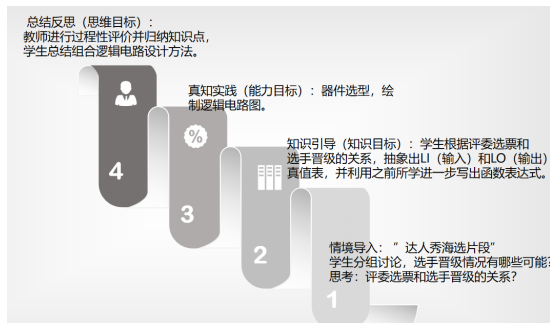 总结反思（思维目标）：
教师进行过程性评价并归纳知识点，
学生总结组合逻辑电路设计方法。
真知实践（能力目标）：器件选型，绘
制逻辑电路图。
4
知识引导（知识目标）：学生根据评委选票和
选手晋级的关系，抽象出LI（输入）和LO（输出）
真值表，并利用之前所学进一步写出函数表达式。
3
情境导入：“ 达人秀海选片段”
学生分组讨论，选手晋级情况有哪些可能？
2
思考：评委选票和选手晋级的关系？
1